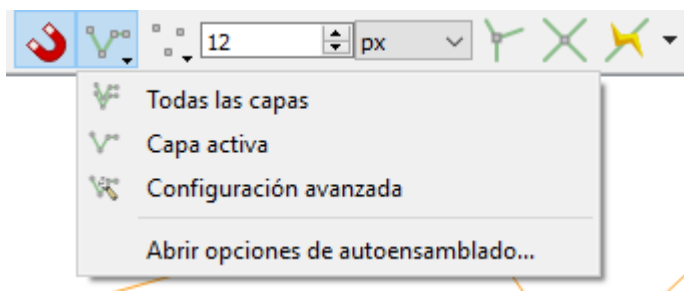 12 px
Todas las capas
Capa activa
Configuración avanzada
Abrir opciones de autoensamblado...